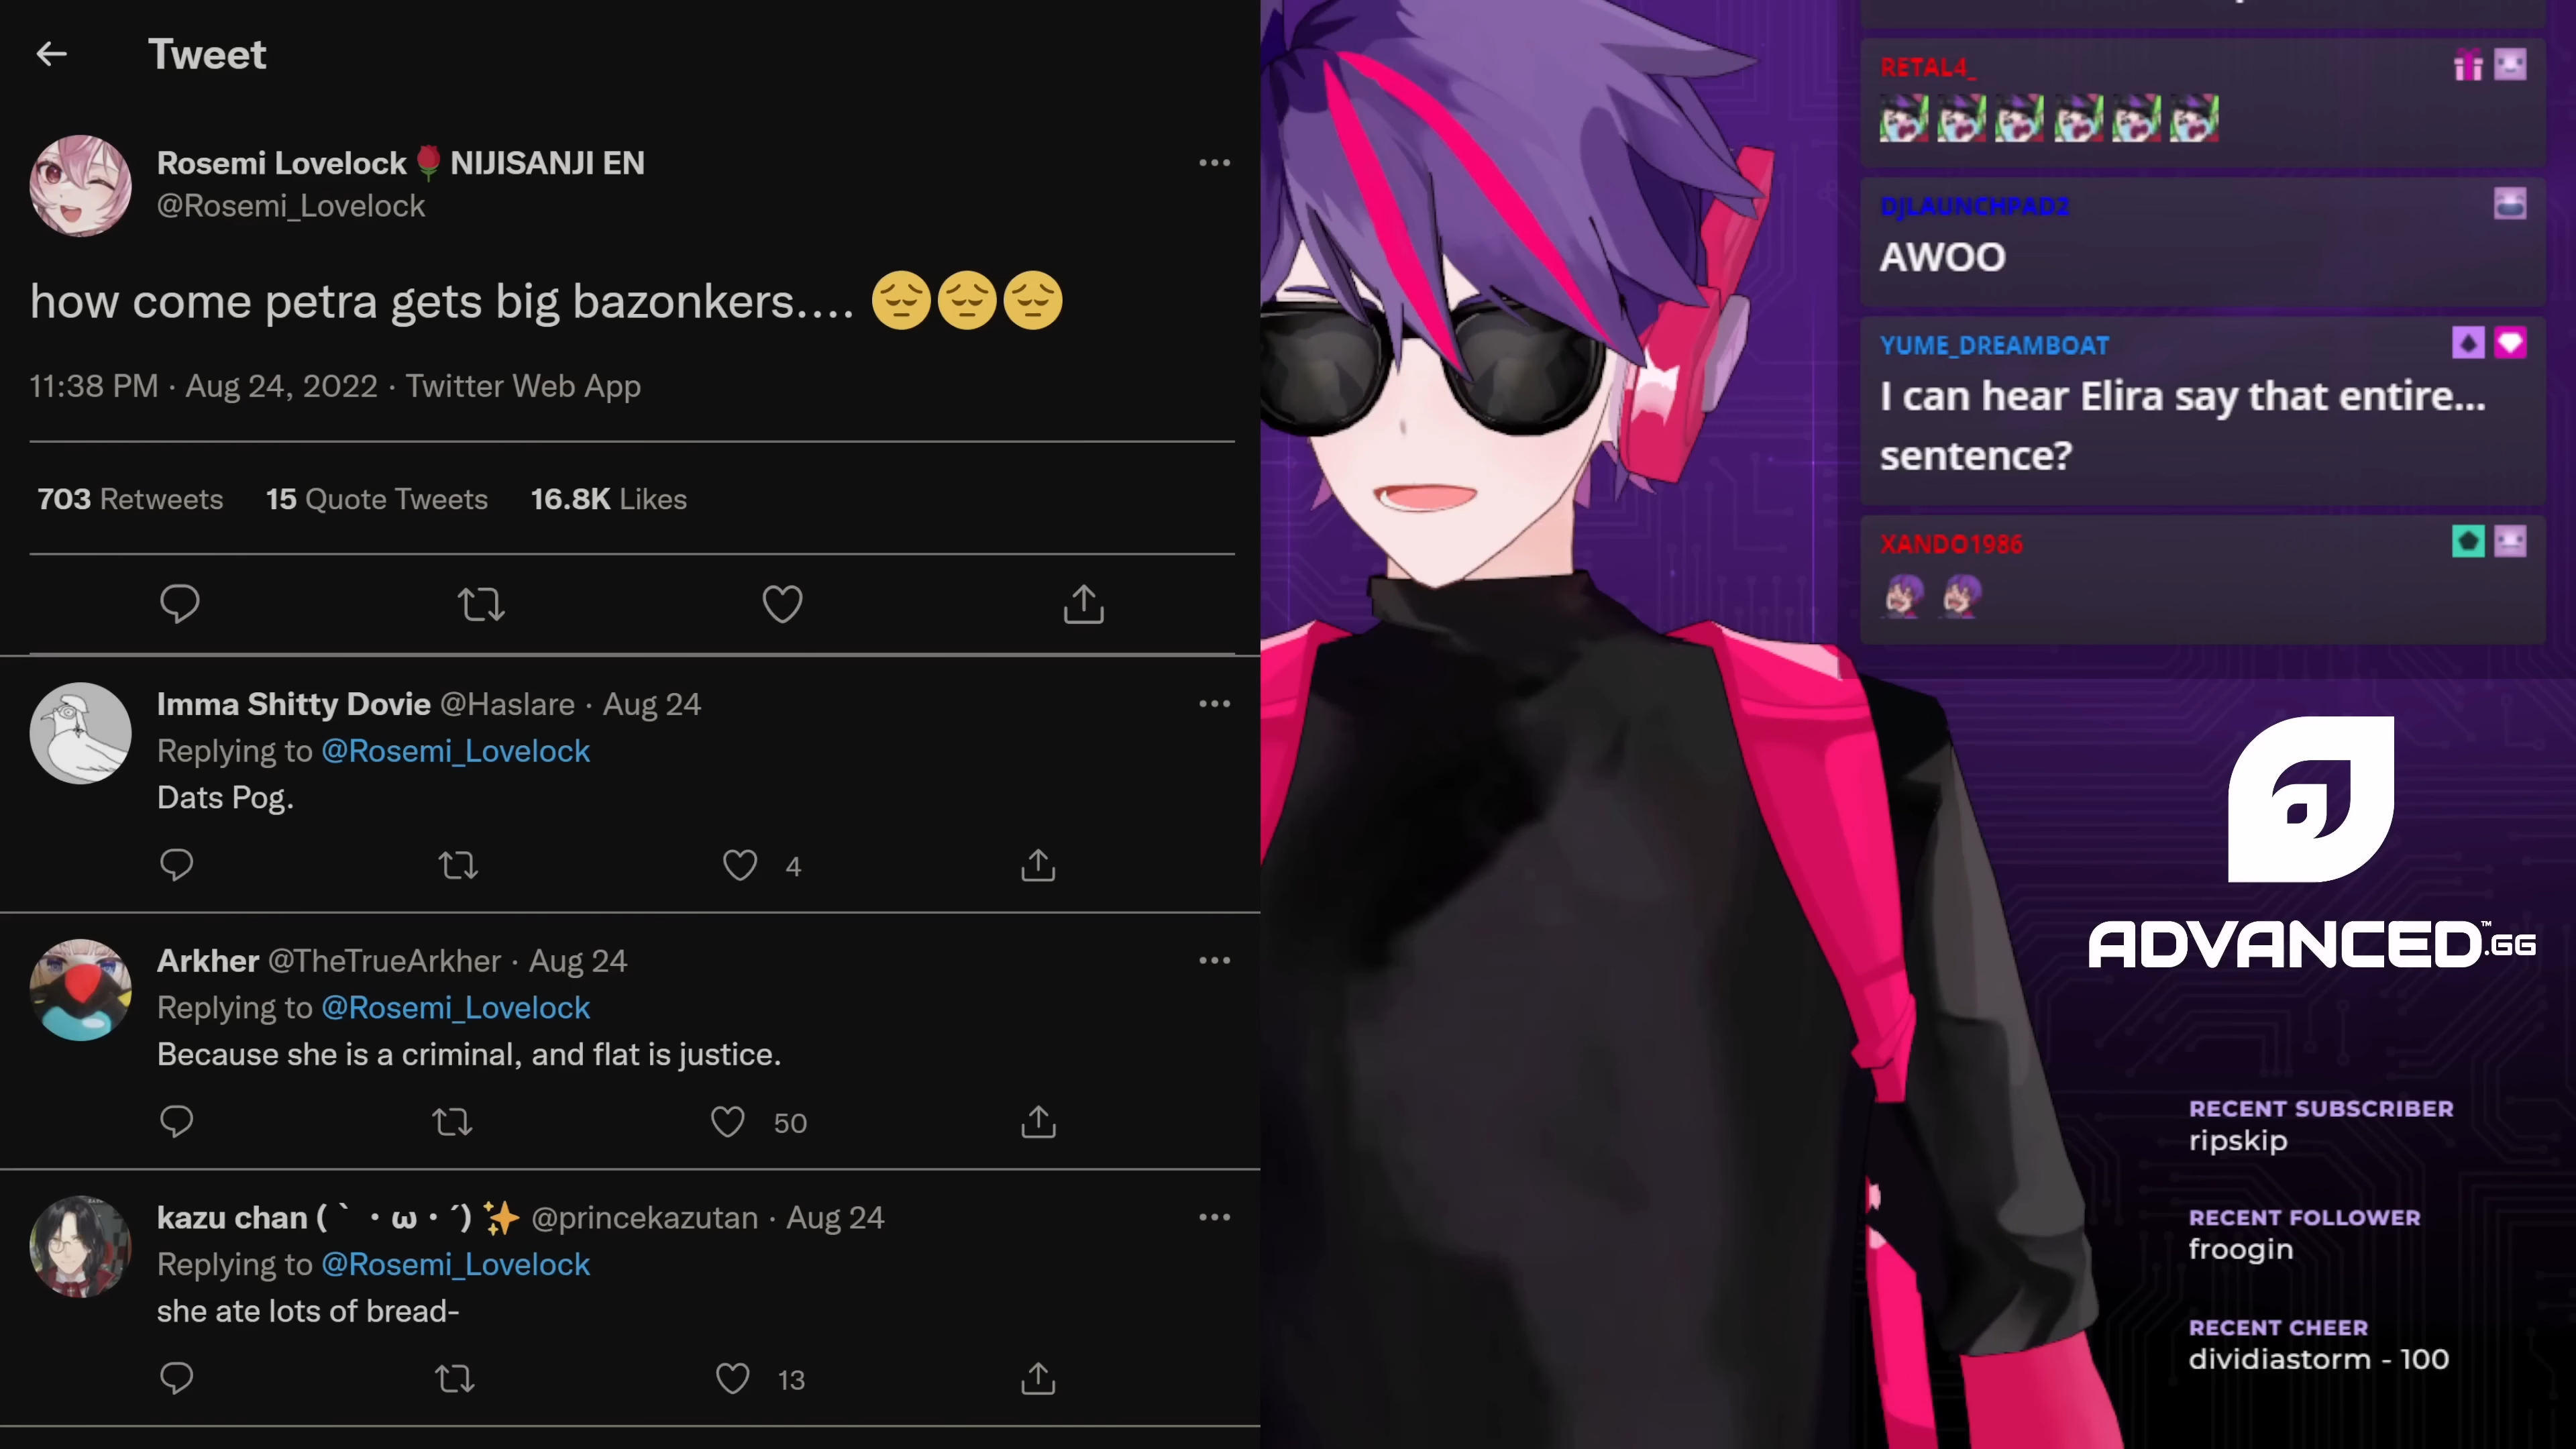 Tweet
Rosemi Lovelock🌹NIJISANJI EN
@Rosemi_Lovelock
how come petra gets big bazonkers.... 😔😔😔
11:38 PM · Aug 24, 2022 · Twitter Web App
703 Retweets 15 Quote Tweets 16.8K Likes
Imma Shitty Dovie @Haslare · Aug 24
Replying to @Rosemi_Lovelock
Dats Pog.
4
Arkher @TheTrueArkher · Aug 24
Replying to @Rosemi_Lovelock
Because she is a criminal, and flat is justice.
50
kazu chan (｀・ω・´) ✨ @princekazutan · Aug 24
Replying to @Rosemi_Lovelock
she ate lots of bread-
13
RETAL4_
DJLAUNCHPAD2
AWOO
YUME_DREAMBOAT
I can hear Elira say that entire...
sentence?
XANDO1986
ADVANCED™.GG
RECENT SUBSCRIBER
ripskip
RECENT FOLLOWER
froogin
RECENT CHEER
dividiastorm - 100